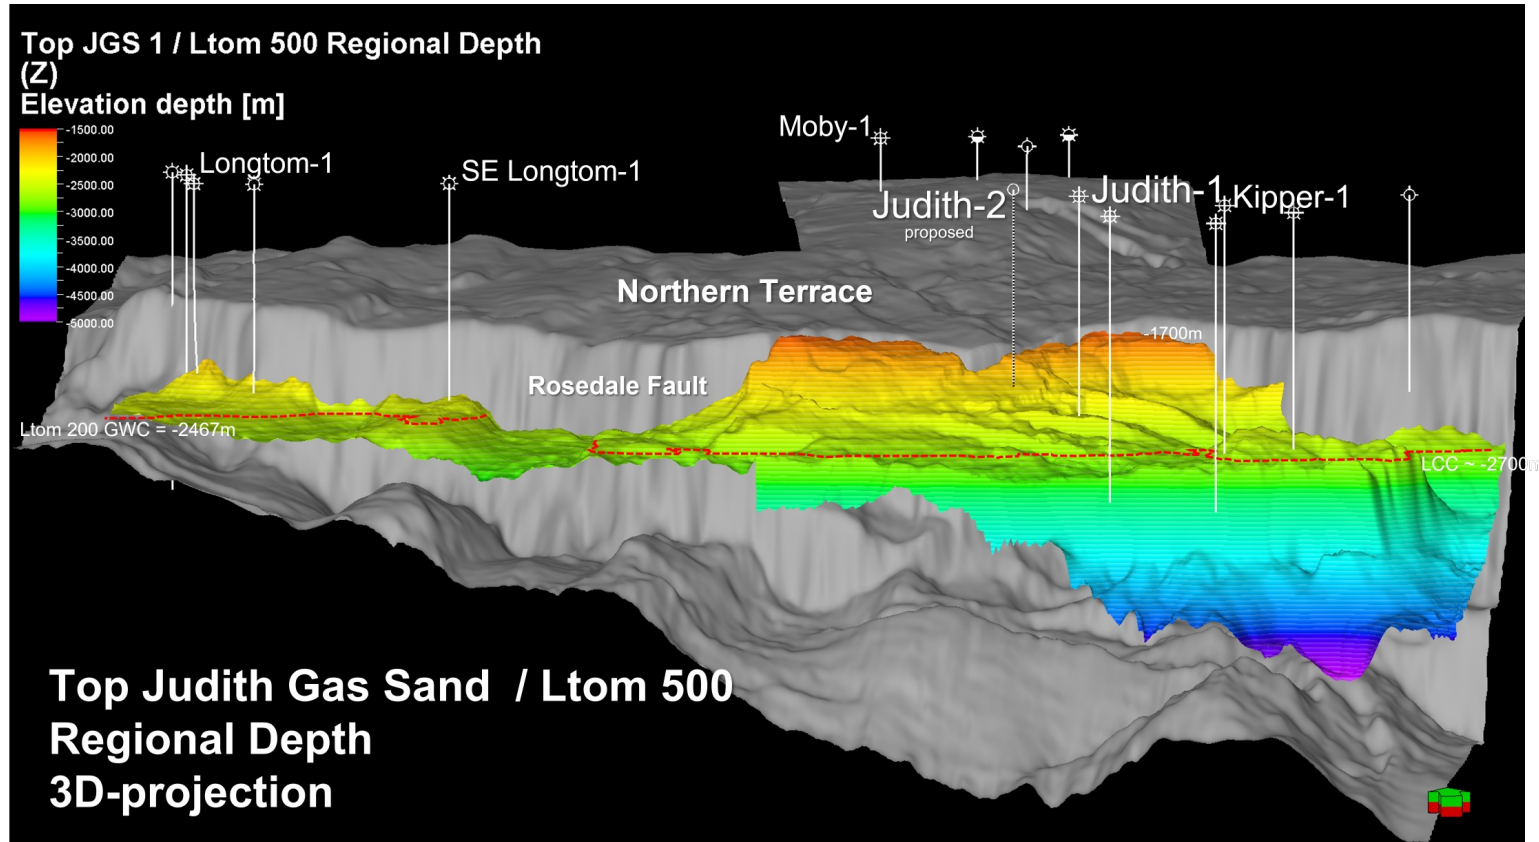 Top JGS 1 / Ltom 500 Regional Depth
(Z)
Elevation depth [m]
-1500.00
-2000.00
-2500.00
-3000.00
-3500.00
-4000.00
-4500.00
-5000.00
Longtom-1
SE Longtom-1
Moby-1
Judith-2
proposed
Judith-1
Kipper-1
Northern Terrace
-1700m
Rosedale Fault
Ltom 200 GWC = -2467m
LCC ~ -2700m
Top Judith Gas Sand / Ltom 500
Regional Depth
3D-projection